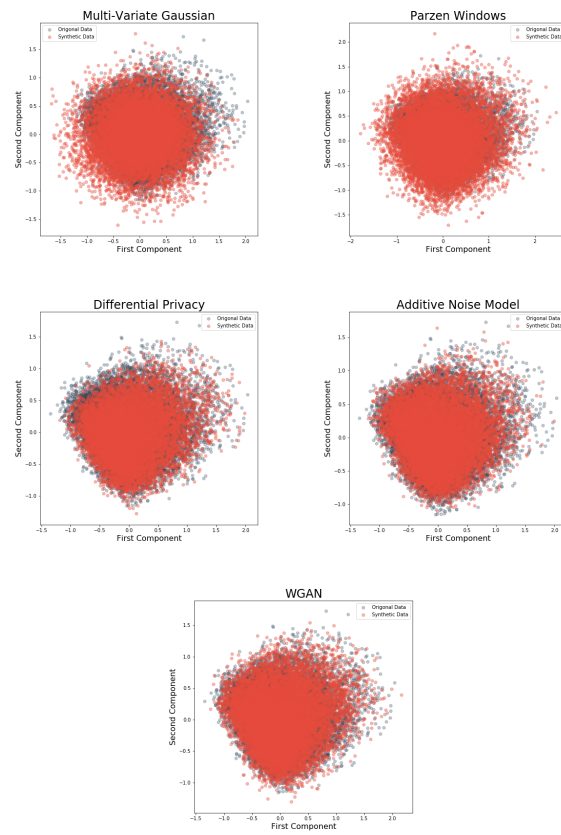 Multi-Variate Gaussian
Origonal Data
Synthetic Data
1.5
1.0
0.5
0.0
−0.5
−1.0
−1.5
Second Component
−1.5 −1.0 −0.5 0.0 0.5 1.0 1.5 2.0
First Component
Parzen Windows
Origonal Data
Synthetic Data
2.0
1.5
1.0
0.5
0.0
−0.5
−1.0
−1.5
Second Component
−2 −1 0 1 2
First Component
Differential Privacy
Origonal Data
Synthetic Data
1.5
1.0
0.5
0.0
−0.5
−1.0
Second Component
−1.5 −1.0 −0.5 0.0 0.5 1.0 1.5 2.0
First Component
Additive Noise Model
Origonal Data
Synthetic Data
1.5
1.0
0.5
0.0
−0.5
−1.0
Second Component
−1.5 −1.0 −0.5 0.0 0.5 1.0 1.5 2.0
First Component
WGAN
Origonal Data
Synthetic Data
1.5
1.0
0.5
0.0
−0.5
−1.0
Second Component
−1.5 −1.0 −0.5 0.0 0.5 1.0 1.5 2.0
First Component